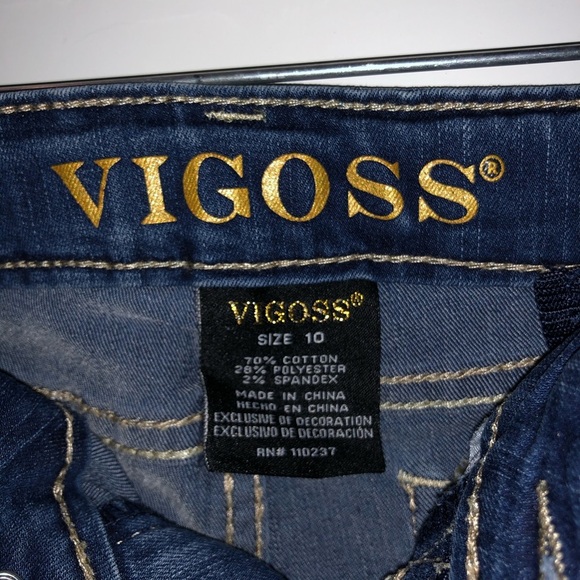 VIGOSS®
VIGOSS®
SIZE 10
70% COTTON
28% POLYESTER
2% SPANDEX
MADE IN CHINA
HECHO EN CHINA
EXCLUSIVE OF DECORATION
EXCLUSIVO DE DECORACIÓN
RN# 110237